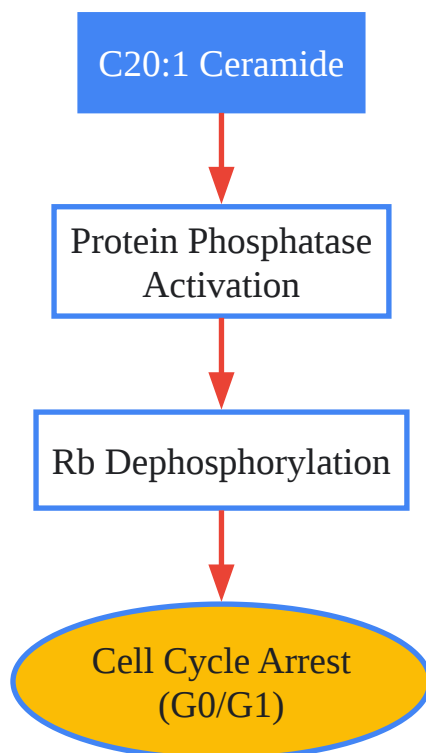 C20:1 Ceramide
Protein Phosphatase
Activation
Rb Dephosphorylation
Cell Cycle Arrest
(G0/G1)